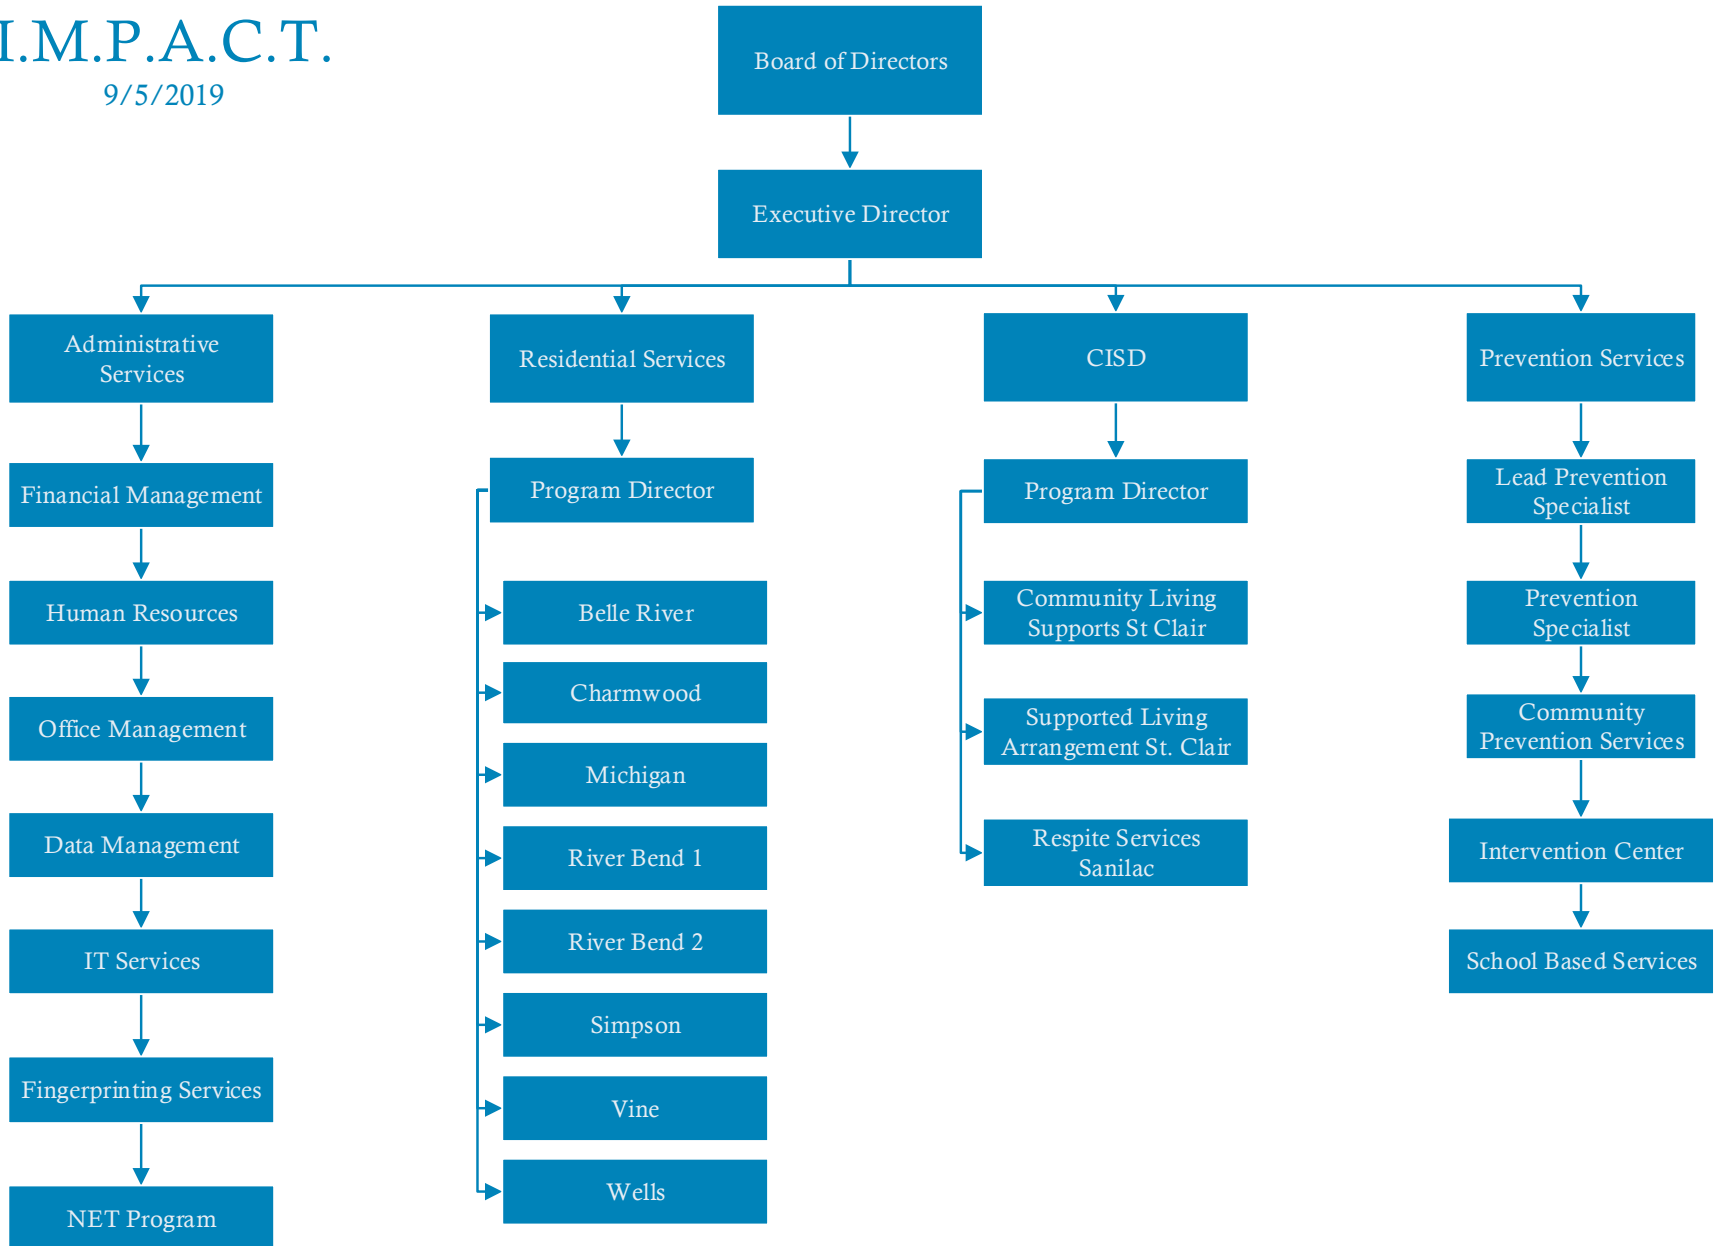 I.M.P.A.C.T.
9/5/2019
Board of Directors
Executive Director
Administrative
Services
Financial Management
Human Resources
Office Management
Data Management
IT Services
Fingerprinting Services
NET Program
Residential Services
Program Director
Belle River
Charmwood
Michigan
River Bend 1
River Bend 2
Simpson
Vine
Wells
CISD
Program Director
Community Living
Supports St Clair
Supported Living
Arrangement St. Clair
Respite Services
Sanilac
Prevention Services
Lead Prevention
Specialist
Prevention
Specialist
Community
Prevention Services
Intervention Center
School Based Services